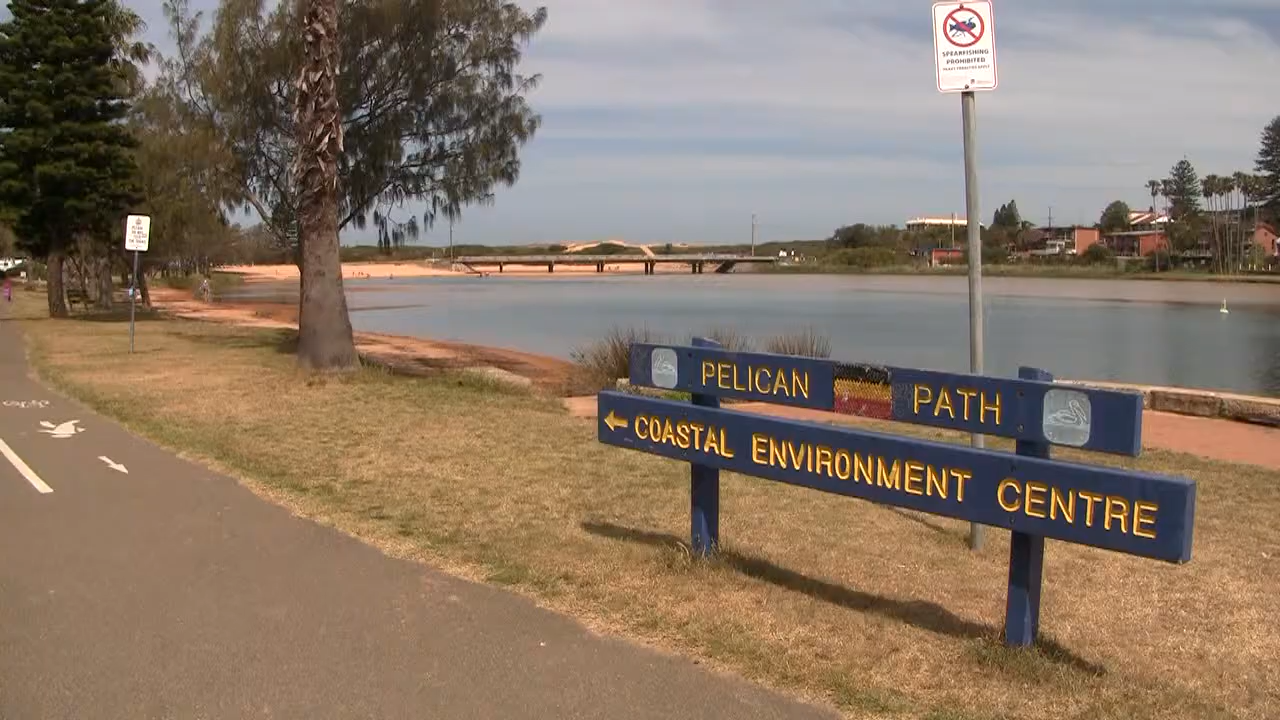 SPEARFISHING
PROHIBITED
PELICAN PATH
COASTAL ENVIRONMENT CENTRE